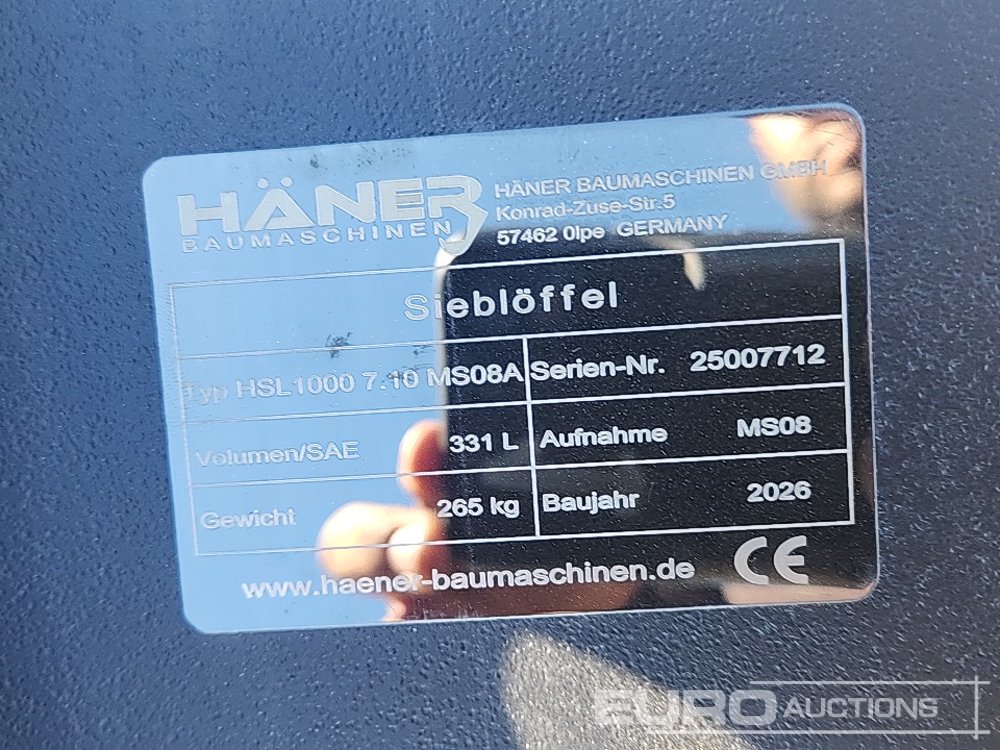 HÄNER
BAUMASCHINEN
HÄNER BAUMASCHINEN GMBH
Konrad-Zuse-Str.5
57462 Olpe GERMANY
Sieblöffel
Typ HSL1000 7.10 MS08A Serien-Nr. 25007712
Volumen/SAE 331 L Aufnahme MS08
Gewicht 265 kg Baujahr 2026
www.haener-baumaschinen.de CE
EURO AUCTIONS